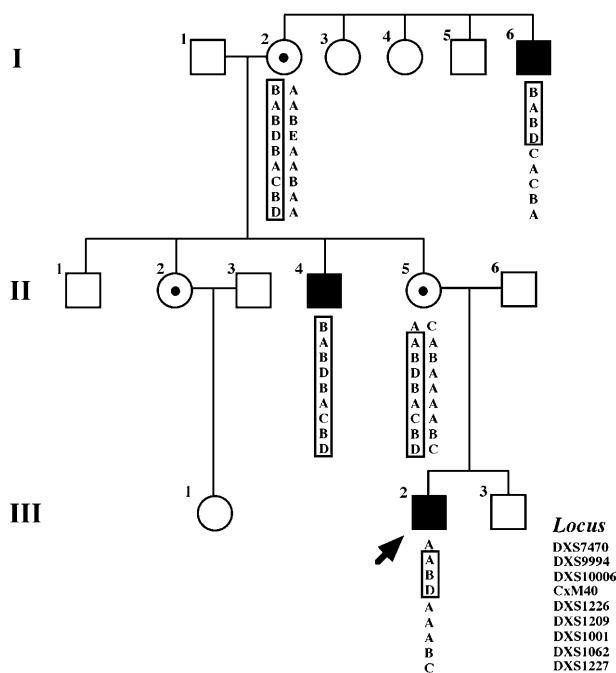 I
1 2 3 4 5 6
B A
A A
B B
D E
B A
A A
C B
B A
D A
B
A
B
D
C
A
C
B
A
II
1 2 3 4 5 6
B
A
B
D
B
A
C
B
D
A C
A A
B B
D A
B A
A A
C A
B B
D C
III
1 2 3
A
A
B
D
A
A
A
B
C
Locus
DXS7470
DXS9994
DXS10006
CxM40
DXS1226
DXS1209
DXS1001
DXS1062
DXS1227